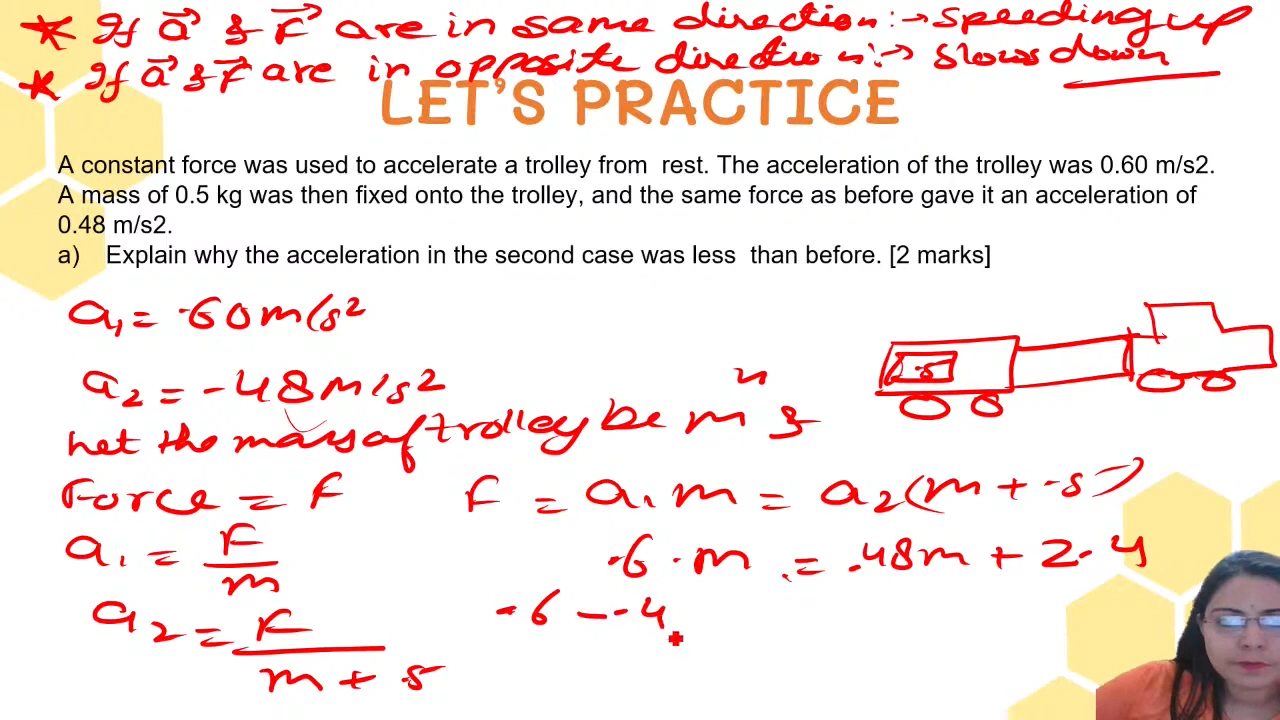 * If a⃗ & F⃗ are in same direction :→ speeding up
* If a⃗ & F⃗ are in opposite direction :→ slows down
LET'S PRACTICE
A constant force was used to accelerate a trolley from rest. The acceleration of the trolley was 0.60 m/s2.
A mass of 0.5 kg was then fixed onto the trolley, and the same force as before gave it an acceleration of
0.48 m/s2.
a) Explain why the acceleration in the second case was less than before. [2 marks]
a₁ = .60 m/s²
a₂ = .48 m/s²
Let the mass of trolley be m &
Force = F
F = a₁m = a₂(m + .5)
a₁ = F/m
.6 . m = .48m + 2.4
a₂ = F/(m + .5)
.6 - .4
.5